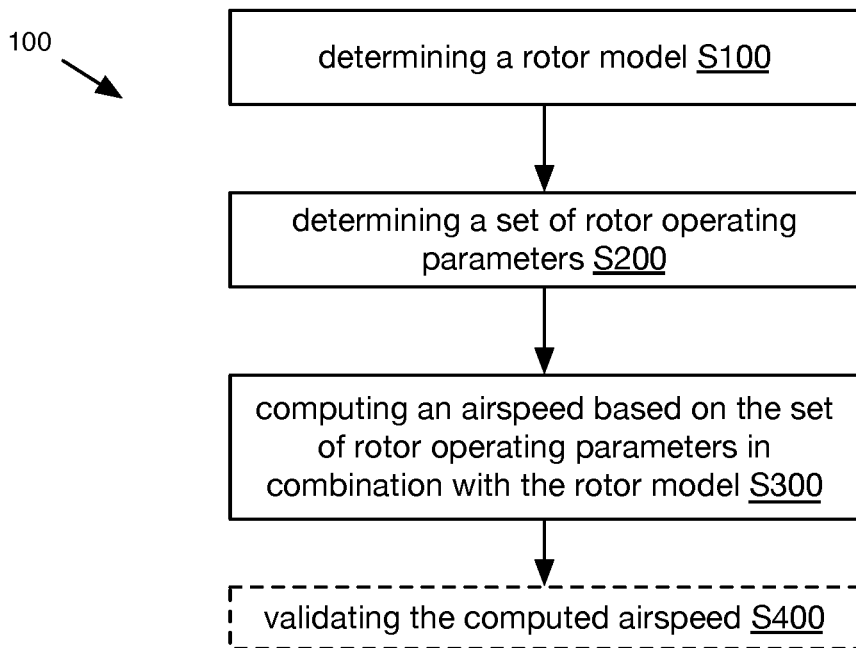 100
determining a rotor model S100
determining a set of rotor operating
parameters S200
computing an airspeed based on the set
of rotor operating parameters in
combination with the rotor model S300
validating the computed airspeed S400